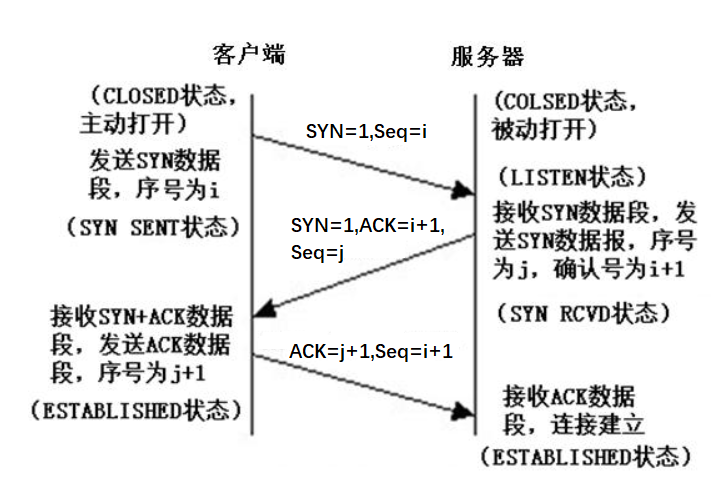 客户端
服务器
(CLOSED状态,
主动打开)
(COLSED状态,
被动打开)
SYN=1,Seq=i
发送SYN数据
段，序号为i
(LISTEN状态)
(SYN SENT状态)
SYN=1,ACK=i+1,
Seq=j
接收SYN数据段，发
送SYN数据报，序号
为j，确认号为i+1
(SYN RCVD状态)
接收SYN+ACK数据
段，发送ACK数据
段，序号为j+1
ACK=j+1,Seq=i+1
(ESTABLISHED状态)
接收ACK数据
段，连接建立
(ESTABLISHED状态)